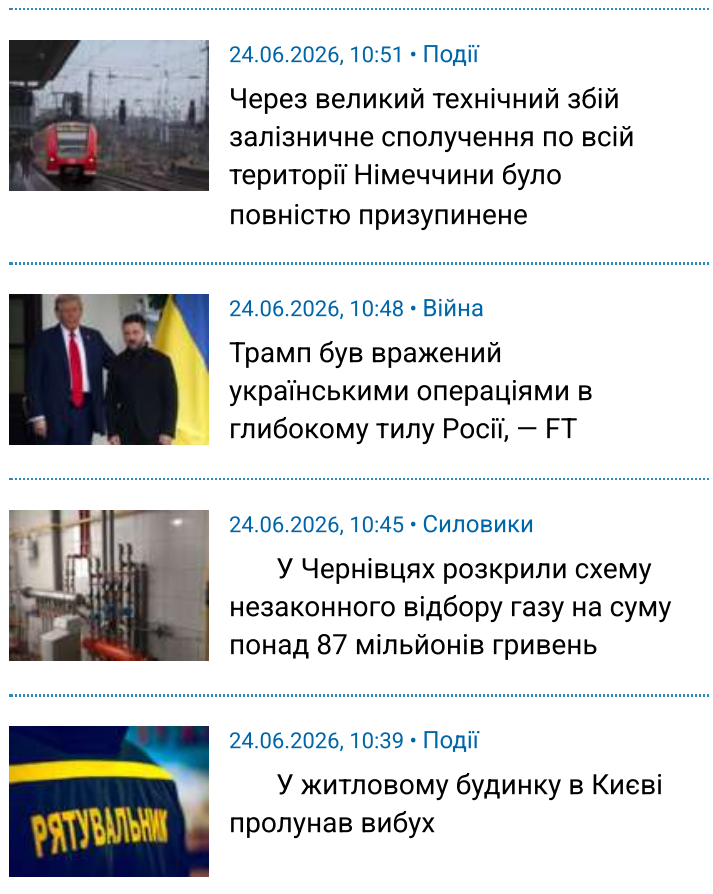 24.06.2026, 10:51 • Події
Через великий технічний збій
залізничне сполучення по всій
території Німеччини було
повністю призупинене
24.06.2026, 10:48 • Війна
Трамп був вражений
українськими операціями в
глибокому тилу Росії, — FT
24.06.2026, 10:45 • Силовики
У Чернівцях розкрили схему
незаконного відбору газу на суму
понад 87 мільйонів гривень
24.06.2026, 10:39 • Події
У житловому будинку в Києві
пролунав вибух
РЯТУВАЛЬНИК